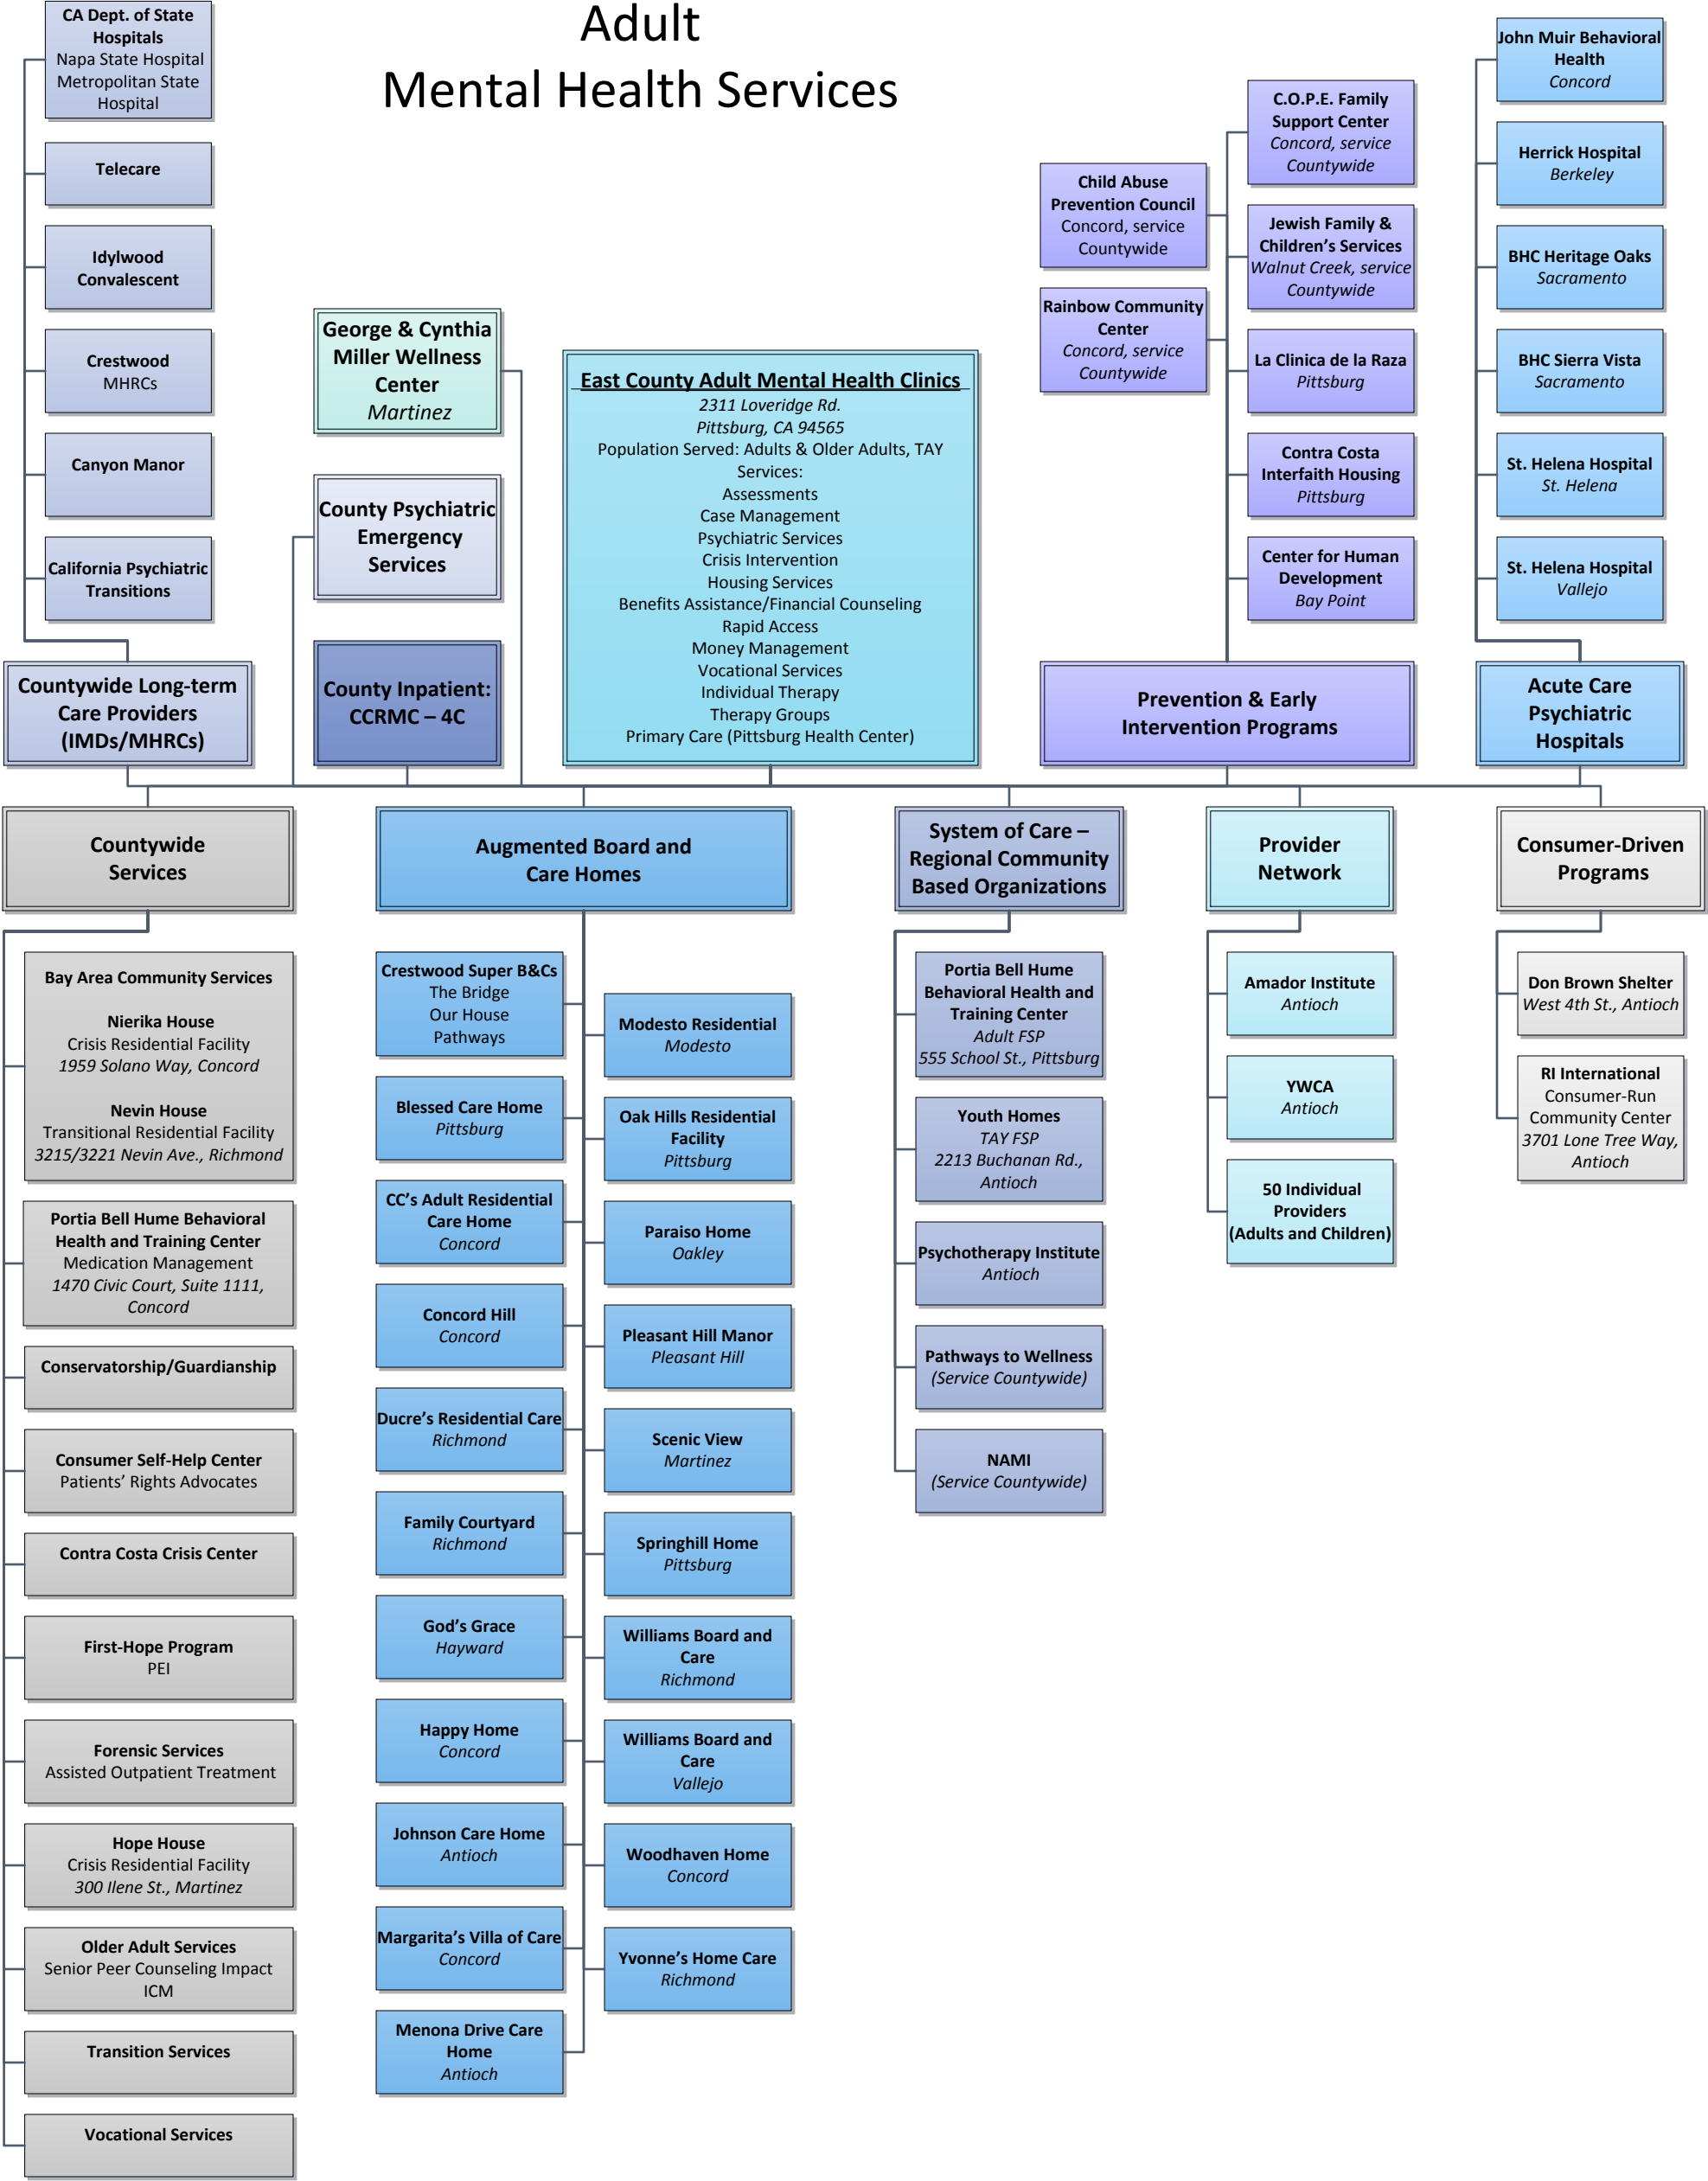 Adult
Mental Health Services
CA Dept. of State
Hospitals
Napa State Hospital
Metropolitan State
Hospital
Telecare
Idylwood
Convalescent
Crestwood
MHRCs
Canyon Manor
California Psychiatric
Transitions
Countywide Long-term
Care Providers
(IMDs/MHRCs)
George & Cynthia
Miller Wellness
Center
Martinez
County Psychiatric
Emergency
Services
County Inpatient:
CCRMC – 4C
East County Adult Mental Health Clinics
2311 Loveridge Rd.
Pittsburg, CA 94565
Population Served: Adults & Older Adults, TAY
Services:
Assessments
Case Management
Psychiatric Services
Crisis Intervention
Housing Services
Benefits Assistance/Financial Counseling
Rapid Access
Money Management
Vocational Services
Individual Therapy
Therapy Groups
Primary Care (Pittsburg Health Center)
Child Abuse
Prevention Council
Concord, service
Countywide
Rainbow Community
Center
Concord, service
Countywide
C.O.P.E. Family
Support Center
Concord, service
Countywide
Jewish Family &
Children’s Services
Walnut Creek, service
Countywide
La Clinica de la Raza
Pittsburg
Contra Costa
Interfaith Housing
Pittsburg
Center for Human
Development
Bay Point
Prevention & Early
Intervention Programs
John Muir Behavioral
Health
Concord
Herrick Hospital
Berkeley
BHC Heritage Oaks
Sacramento
BHC Sierra Vista
Sacramento
St. Helena Hospital
St. Helena
St. Helena Hospital
Vallejo
Acute Care
Psychiatric
Hospitals
Countywide
Services
Bay Area Community Services
Nierika House
Crisis Residential Facility
1959 Solano Way, Concord
Nevin House
Transitional Residential Facility
3215/3221 Nevin Ave., Richmond
Portia Bell Hume Behavioral
Health and Training Center
Medication Management
1470 Civic Court, Suite 1111,
Concord
Conservatorship/Guardianship
Consumer Self-Help Center
Patients’ Rights Advocates
Contra Costa Crisis Center
First-Hope Program
PEI
Forensic Services
Assisted Outpatient Treatment
Hope House
Crisis Residential Facility
300 Ilene St., Martinez
Older Adult Services
Senior Peer Counseling Impact
ICM
Transition Services
Vocational Services
Augmented Board and
Care Homes
Crestwood Super B&Cs
The Bridge
Our House
Pathways
Blessed Care Home
Pittsburg
CC’s Adult Residential
Care Home
Concord
Concord Hill
Concord
Ducre’s Residential Care
Richmond
Family Courtyard
Richmond
God’s Grace
Hayward
Happy Home
Concord
Johnson Care Home
Antioch
Margarita’s Villa of Care
Concord
Menona Drive Care
Home
Antioch
Modesto Residential
Modesto
Oak Hills Residential
Facility
Pittsburg
Paraiso Home
Oakley
Pleasant Hill Manor
Pleasant Hill
Scenic View
Martinez
Springhill Home
Pittsburg
Williams Board and
Care
Richmond
Williams Board and
Care
Vallejo
Woodhaven Home
Concord
Yvonne’s Home Care
Richmond
System of Care –
Regional Community
Based Organizations
Portia Bell Hume
Behavioral Health and
Training Center
Adult FSP
555 School St., Pittsburg
Youth Homes
TAY FSP
2213 Buchanan Rd.,
Antioch
Psychotherapy Institute
Antioch
Pathways to Wellness
(Service Countywide)
NAMI
(Service Countywide)
Provider
Network
Amador Institute
Antioch
YWCA
Antioch
50 Individual
Providers
(Adults and Children)
Consumer-Driven
Programs
Don Brown Shelter
West 4th St., Antioch
RI International
Consumer-Run
Community Center
3701 Lone Tree Way,
Antioch